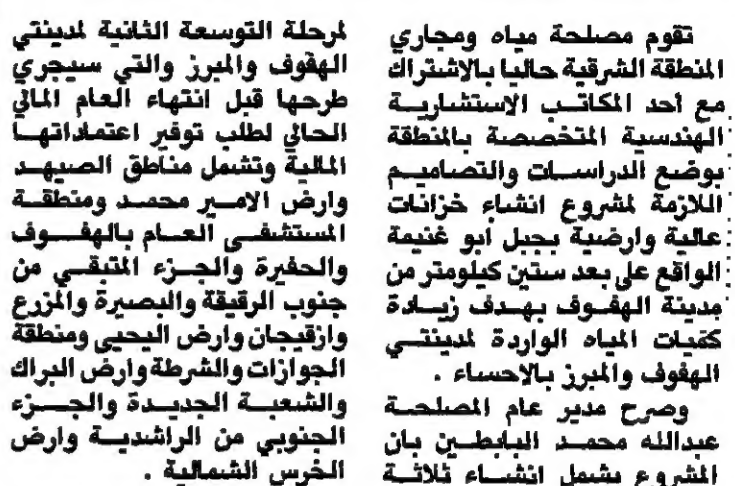 تقوم مصلحة مياه ومجاري
المنطقة الشرقية حاليا بالاشتراك
مع أحد المكاتب الاستشارية
الهندسية المتخصصة بالمنطقة
بوضع الدراسات والتصاميم
اللازمة لمشروع انشاء خزانات
عالية وارضية بجبل أبو غنيمة
الواقع على بعد ستين كيلومتر من
مدينة الهفوف بهدف زيادة
كميات المياه الواردة لمدينتي
الهفوف والمبرز بالاحساء .
وصرح مدير عام المصلحة
عبدالله محمد البابطين بان
المشروع يشمل انشاء ثلاثة
لمرحلة التوسعة الثانية لمدينتي
الهفوف والمبرز والتي سيجري
طرحها قبل انتهاء العام المالي
الحالي لطلب توفير اعتماداتها
المالية وتشمل مناطق الصيهد
وارض الامير محمد ومنطقة
المستشفى العام بالهفوف
والحفيرة والجزء المتبقي من
جنوب الرقيقة والبصيرة والمزرع
وازقيجان وارض اليحيى ومنطقة
الجوازات والشرطة وارض البراك
والشعبة الجديدة والجزء
الجنوبي من الراشدية وارض
الخرس الشمالية .